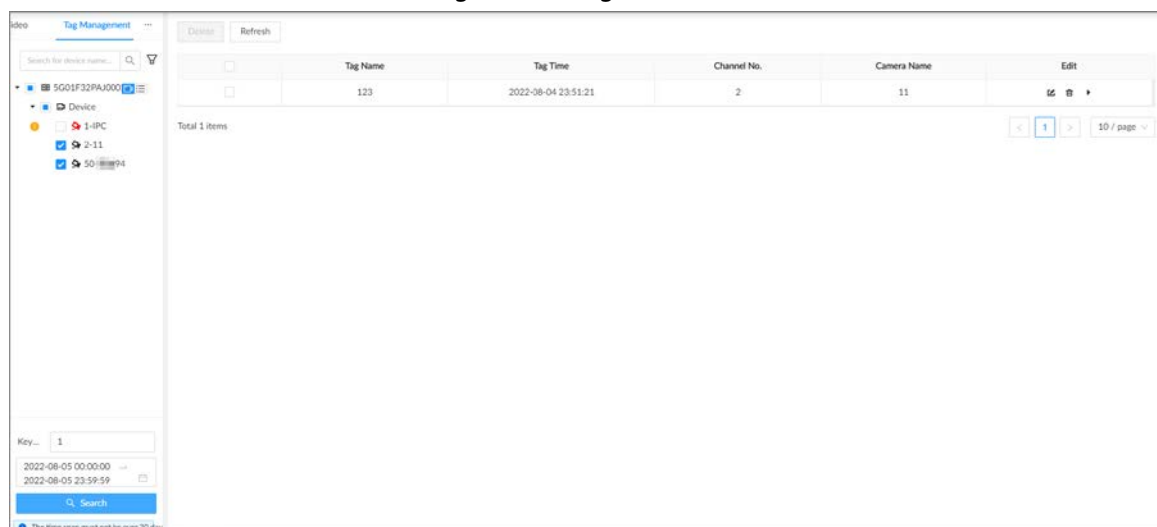 ideo Tag Management ...
Delete Refresh
Search for device name... 
Tag Name Tag Time Channel No. Camera Name Edit
5G01F32PAJ000
123 2022-08-04 23:51:21 2 11
Device
1-IPC
Total 1 items
< 1 > 10 / page
2-11
50 94
Key... 1
2022-08-05 00:00:00 →
2022-08-05 23:59:59
Search